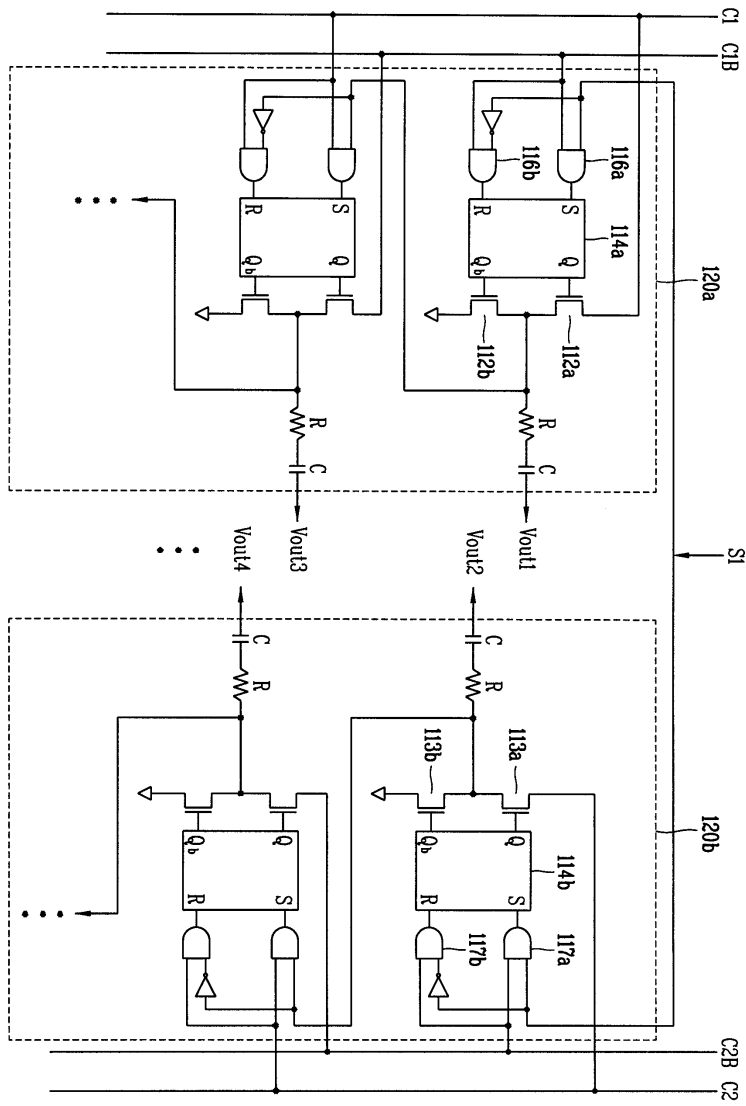 C1
C1B
116a
116b
S
R
114a
Q
Qb
112a
112b
120a
R
C
Vout1
S
R
Q
Qb
R
C
Vout3
S1
Vout2
Vout4
C
R
C
R
113a
113b
120b
Q
Qb
114b
S
R
117a
117b
Q
Qb
S
R
C2B
C2